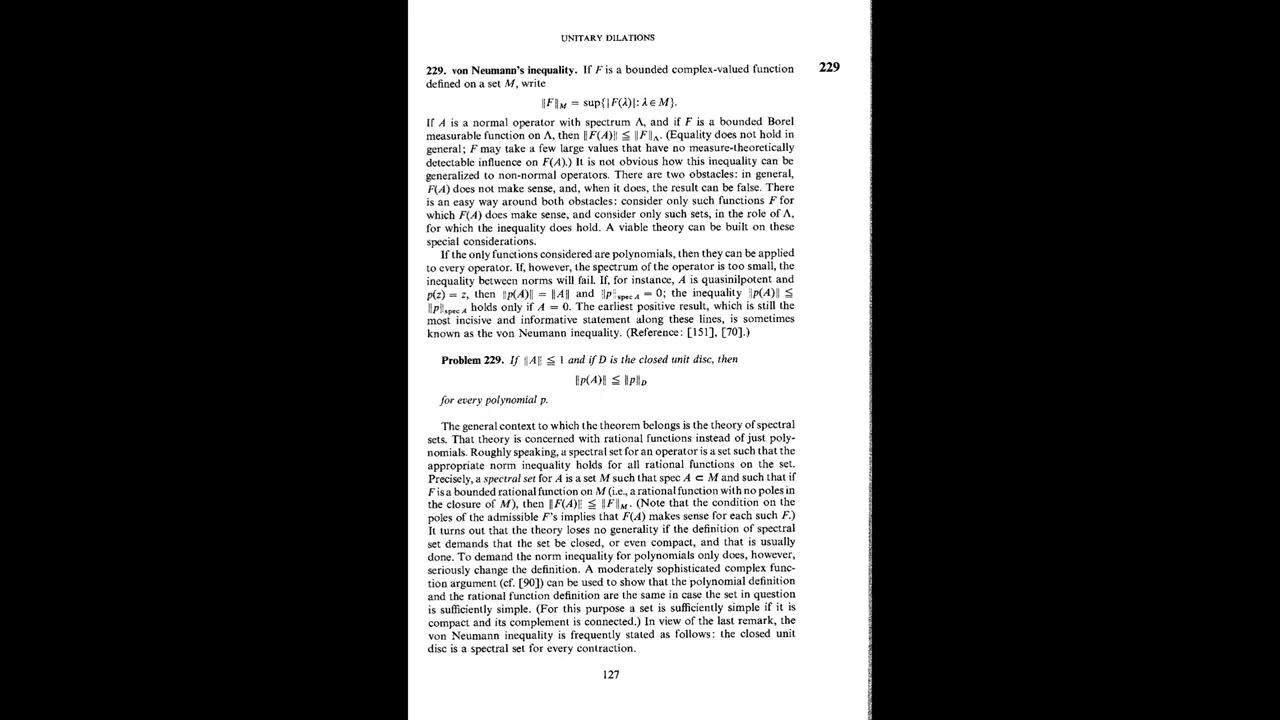 UNITARY DILATIONS
229. von Neumann's inequality. If F is a bounded complex-valued function
229
defined on a set M, write
‖F‖_M = sup{|F(λ)|: λ ∈ M}.
If A is a normal operator with spectrum Λ, and if F is a bounded Borel
measurable function on Λ, then ‖F(A)‖ ≦ ‖F‖_Λ. (Equality does not hold in
general; F may take a few large values that have no measure-theoretically
detectable influence on F(A).) It is not obvious how this inequality can be
generalized to non-normal operators. There are two obstacles: in general,
F(A) does not make sense, and, when it does, the result can be false. There
is an easy way around both obstacles: consider only such functions F for
which F(A) does make sense, and consider only such sets, in the role of Λ,
for which the inequality does hold. A viable theory can be built on these
special considerations.
If the only functions considered are polynomials, then they can be applied
to every operator. If, however, the spectrum of the operator is too small, the
inequality between norms will fail. If, for instance, A is quasinilpotent and
p(z) = z, then ‖p(A)‖ = ‖A‖ and ‖p‖_spec A = 0; the inequality ‖p(A)‖ ≦
‖p‖_spec A holds only if A = 0. The earliest positive result, which is still the
most incisive and informative statement along these lines, is sometimes
known as the von Neumann inequality. (Reference: [151], [70].)
Problem 229. If ‖A‖ ≦ 1 and if D is the closed unit disc, then
‖p(A)‖ ≦ ‖p‖_D
for every polynomial p.
The general context to which the theorem belongs is the theory of spectral
sets. That theory is concerned with rational functions instead of just poly-
nomials. Roughly speaking, a spectral set for an operator is a set such that the
appropriate norm inequality holds for all rational functions on the set.
Precisely, a spectral set for A is a set M such that spec A ⊂ M and such that if
F is a bounded rational function on M (i.e., a rational function with no poles in
the closure of M), then ‖F(A)‖ ≦ ‖F‖_M. (Note that the condition on the
poles of the admissible F's implies that F(A) makes sense for each such F.)
It turns out that the theory loses no generality if the definition of spectral
set demands that the set be closed, or even compact, and that is usually
done. To demand the norm inequality for polynomials only does, however,
seriously change the definition. A moderately sophisticated complex func-
tion argument (cf. [90]) can be used to show that the polynomial definition
and the rational function definition are the same in case the set in question
is sufficiently simple. (For this purpose a set is sufficiently simple if it is
compact and its complement is connected.) In view of the last remark, the
von Neumann inequality is frequently stated as follows: the closed unit
disc is a spectral set for every contraction.
127